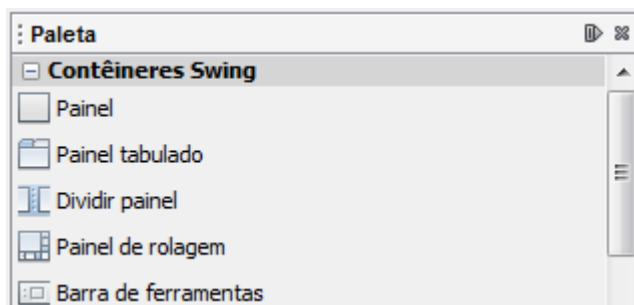 Paleta
Contêineres Swing
Painel
Painel tabulado
Dividir painel
Painel de rolagem
Barra de ferramentas